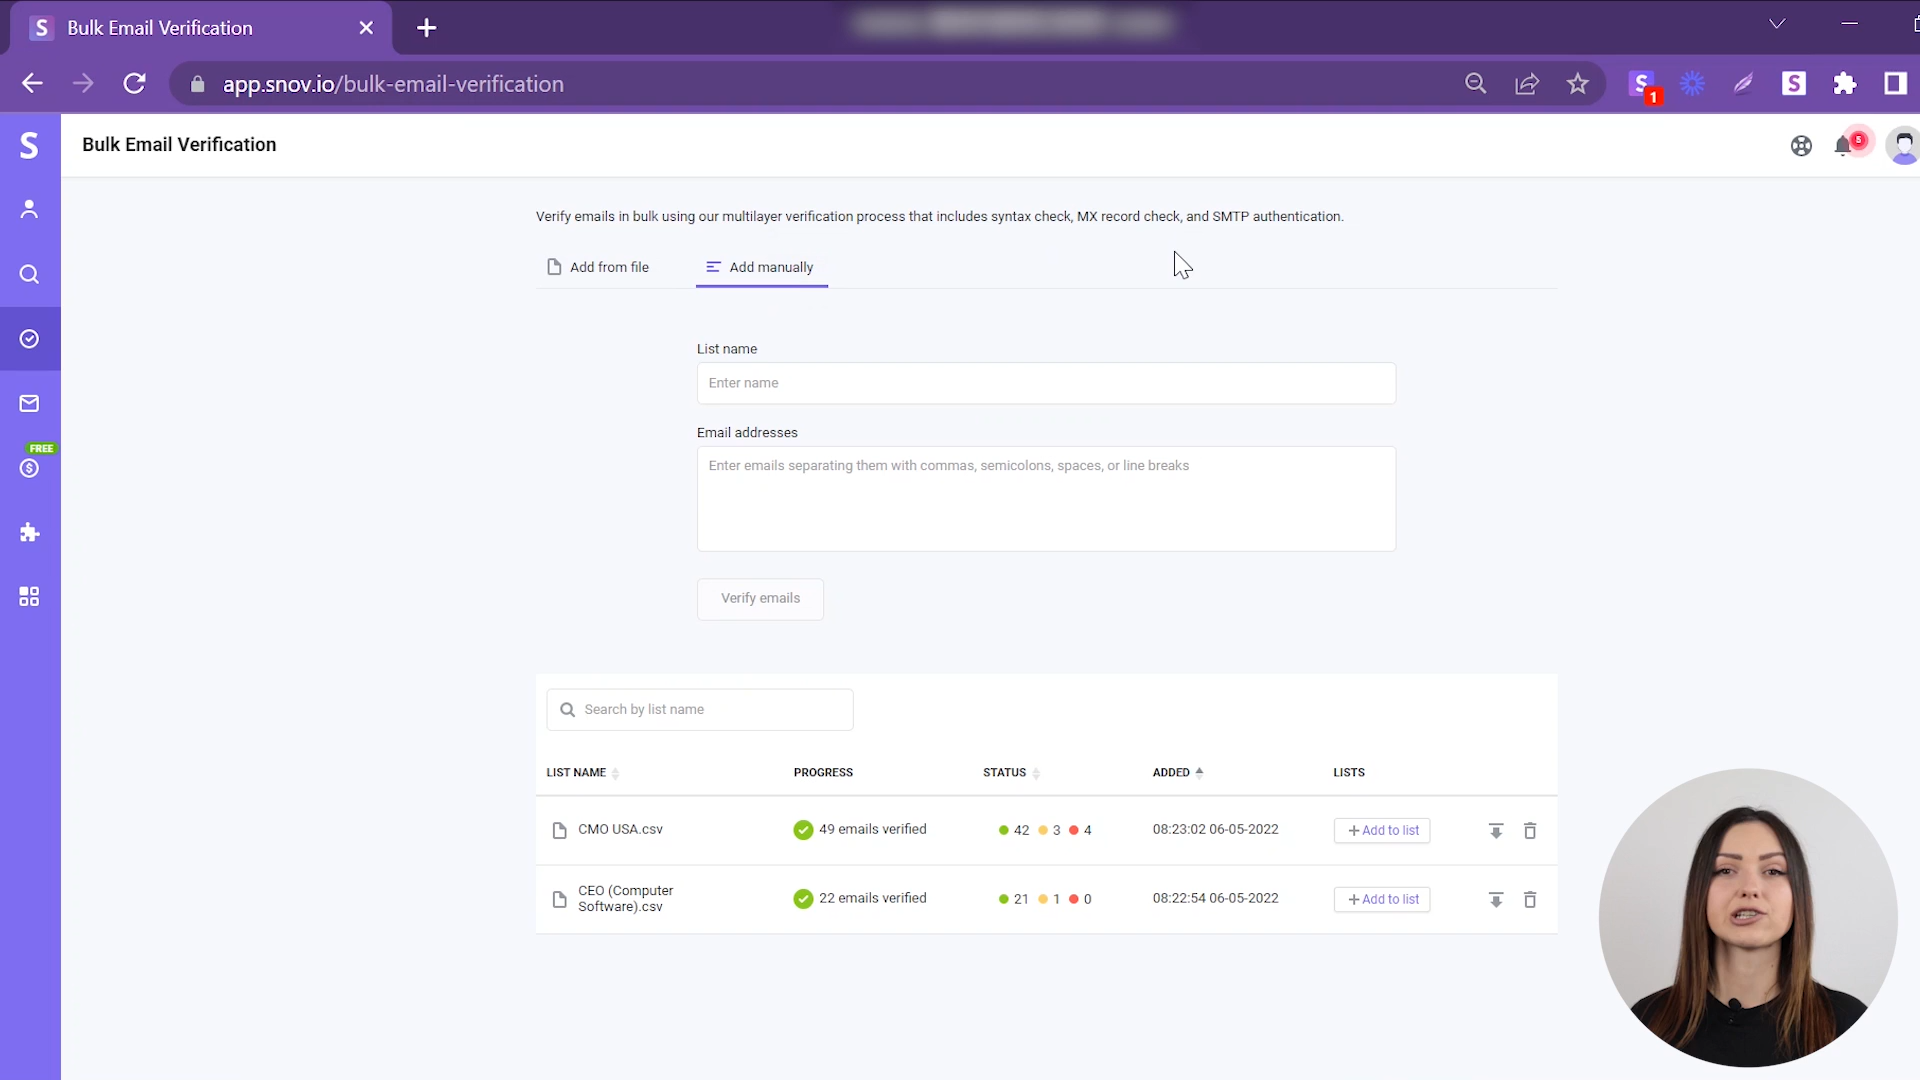 S Bulk Email Verification
app.snov.io/bulk-email-verification
S 1 S
S Bulk Email Verification 5
Verify emails in bulk using our multilayer verification process that includes syntax check, MX record check, and SMTP authentication.
Add from file Add manually
List name
Enter name
Email addresses
Enter emails separating them with commas, semicolons, spaces, or line breaks
FREE
$
Verify emails
Search by list name
LIST NAME PROGRESS STATUS ADDED LISTS
CMO USA.csv 49 emails verified 42 3 4 08:23:02 06-05-2022 + Add to list
CEO (Computer
Software).csv 22 emails verified 21 1 0 08:22:54 06-05-2022 + Add to list